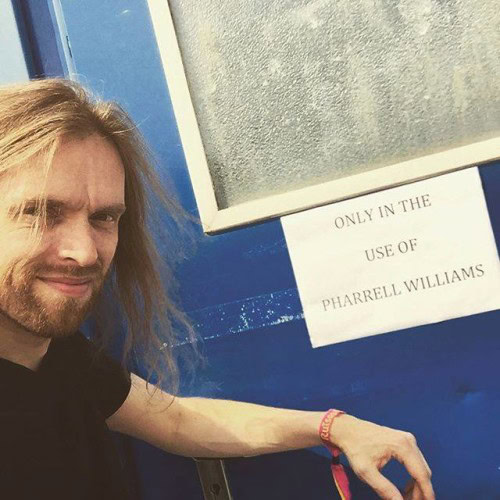 ONLY IN THE
USE OF
PHARRELL WILLIAMS